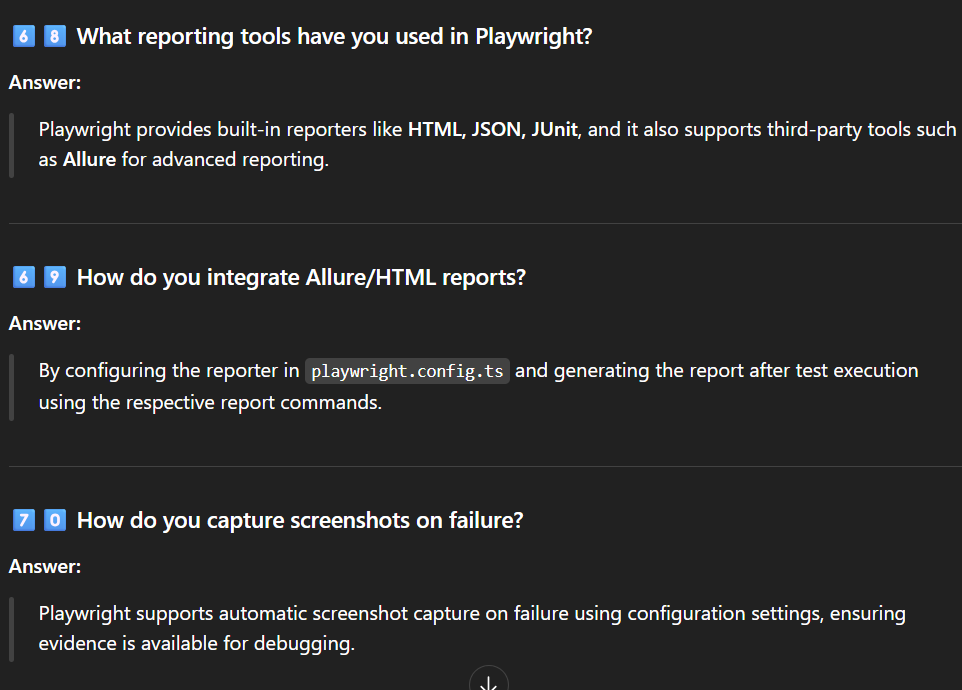 6️⃣ 8️⃣ What reporting tools have you used in Playwright?
Answer:
Playwright provides built-in reporters like HTML, JSON, JUnit, and it also supports third-party tools such
as Allure for advanced reporting.
6️⃣ 9️⃣ How do you integrate Allure/HTML reports?
Answer:
By configuring the reporter in playwright.config.ts and generating the report after test execution
using the respective report commands.
7️⃣ 0️⃣ How do you capture screenshots on failure?
Answer:
Playwright supports automatic screenshot capture on failure using configuration settings, ensuring
evidence is available for debugging.